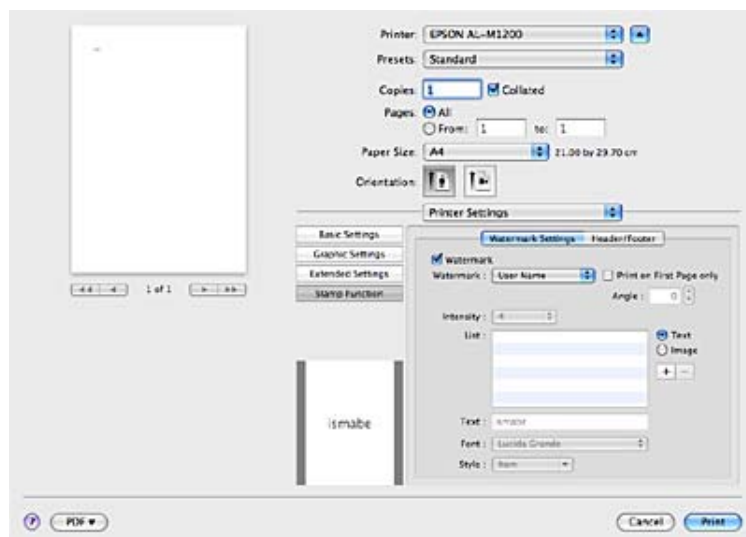 Printer: EPSON AL-M1200
Presets: Standard
Copies: 1 Collated
Pages: All
From: 1 to: 1
Paper Size: A4 21.00 by 29.70 cm
Orientation:
Printer Settings
1 of 1
Basic Settings
Graphic Settings
Extended Settings
Stamp Function
ismabe
Watermark Settings Header/Footer
Watermark
Watermark : User Name Print on First Page only
Angle : 0
Intensity : 4
List : Text
Image
+ −
Text : ismabe
Font : Lucida Grande
Style :
? PDF ▾ Cancel Print